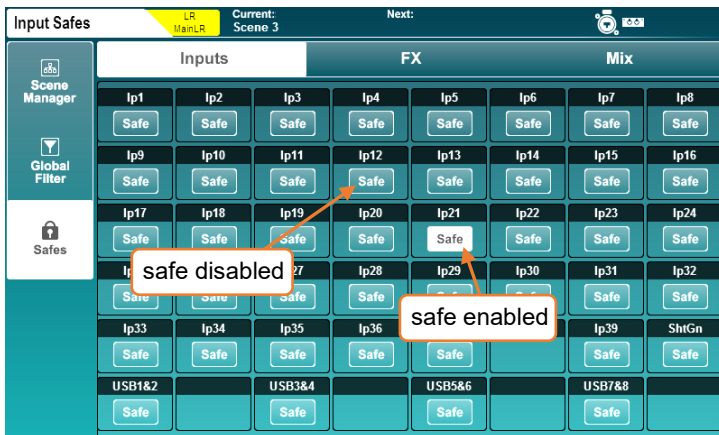 Input Safes
LR
MainLR
Current:
Scene 3
Next:
Scene
Manager
Global
Filter
Safes
Inputs FX Mix
Ip1 Ip2 Ip3 Ip4 Ip5 Ip6 Ip7 Ip8
Safe Safe Safe Safe Safe Safe Safe Safe
Ip9 Ip10 Ip11 Ip12 Ip13 Ip14 Ip15 Ip16
Safe Safe Safe Safe Safe Safe Safe Safe
Ip17 Ip18 Ip19 Ip20 Ip21 Ip22 Ip23 Ip24
Safe Safe Safe Safe Safe Safe Safe Safe
safe disabled
Ip28 Ip29 Ip30 Ip31 Ip32
Safe Safe Safe Safe Safe Safe
safe enabled
Ip33 Ip34 Ip35 Ip36 Ip39 ShtGn
Safe Safe Safe Safe Safe Safe Safe
USB1&2 USB3&4 USB5&6 USB7&8
Safe Safe Safe Safe